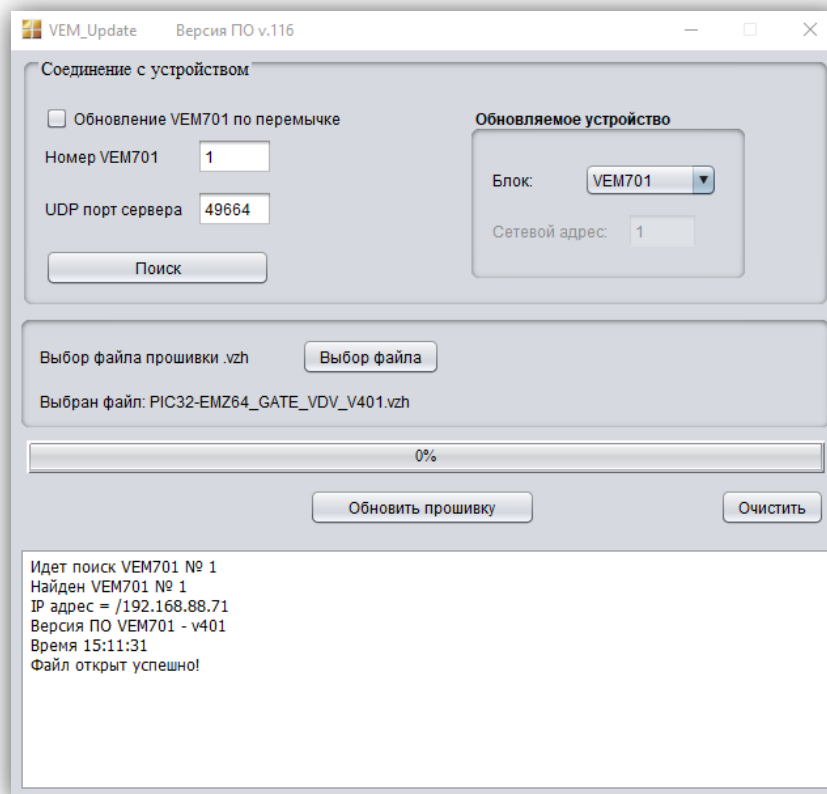 VEM_Update Версия ПО v.116
Соединение с устройством
Обновление VEM701 по перемычке
Номер VEM701 1
UDP порт сервера 49664
Поиск
Обновляемое устройство
Блок: VEM701
Сетевой адрес: 1
Выбор файла прошивки .vzh Выбор файла
Выбран файл: PIC32-EMZ64_GATE_VDV_V401.vzh
0%
Обновить прошивку Очистить
Идет поиск VEM701 № 1
Найден VEM701 № 1
IP адрес = /192.168.88.71
Версия ПО VEM701 - v401
Время 15:11:31
Файл открыт успешно!